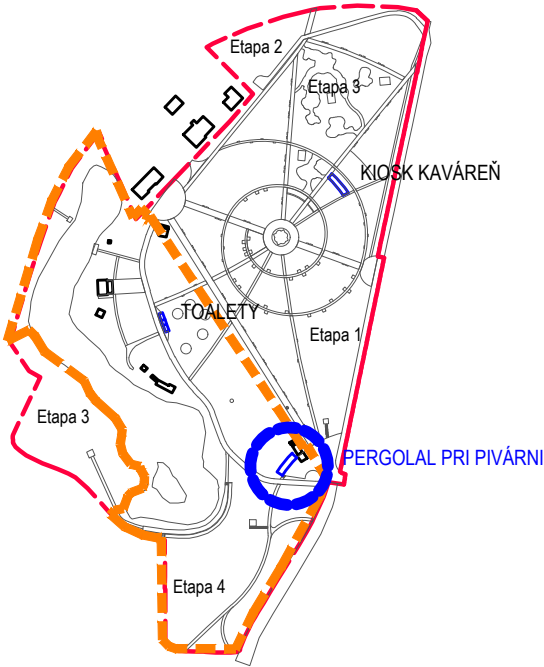 Etapa 2
Etapa 3
KIOSK KAVÁREŇ
TOALETY
Etapa 1
Etapa 3
PERGOLAL PRI PIVÁRNI
Etapa 4